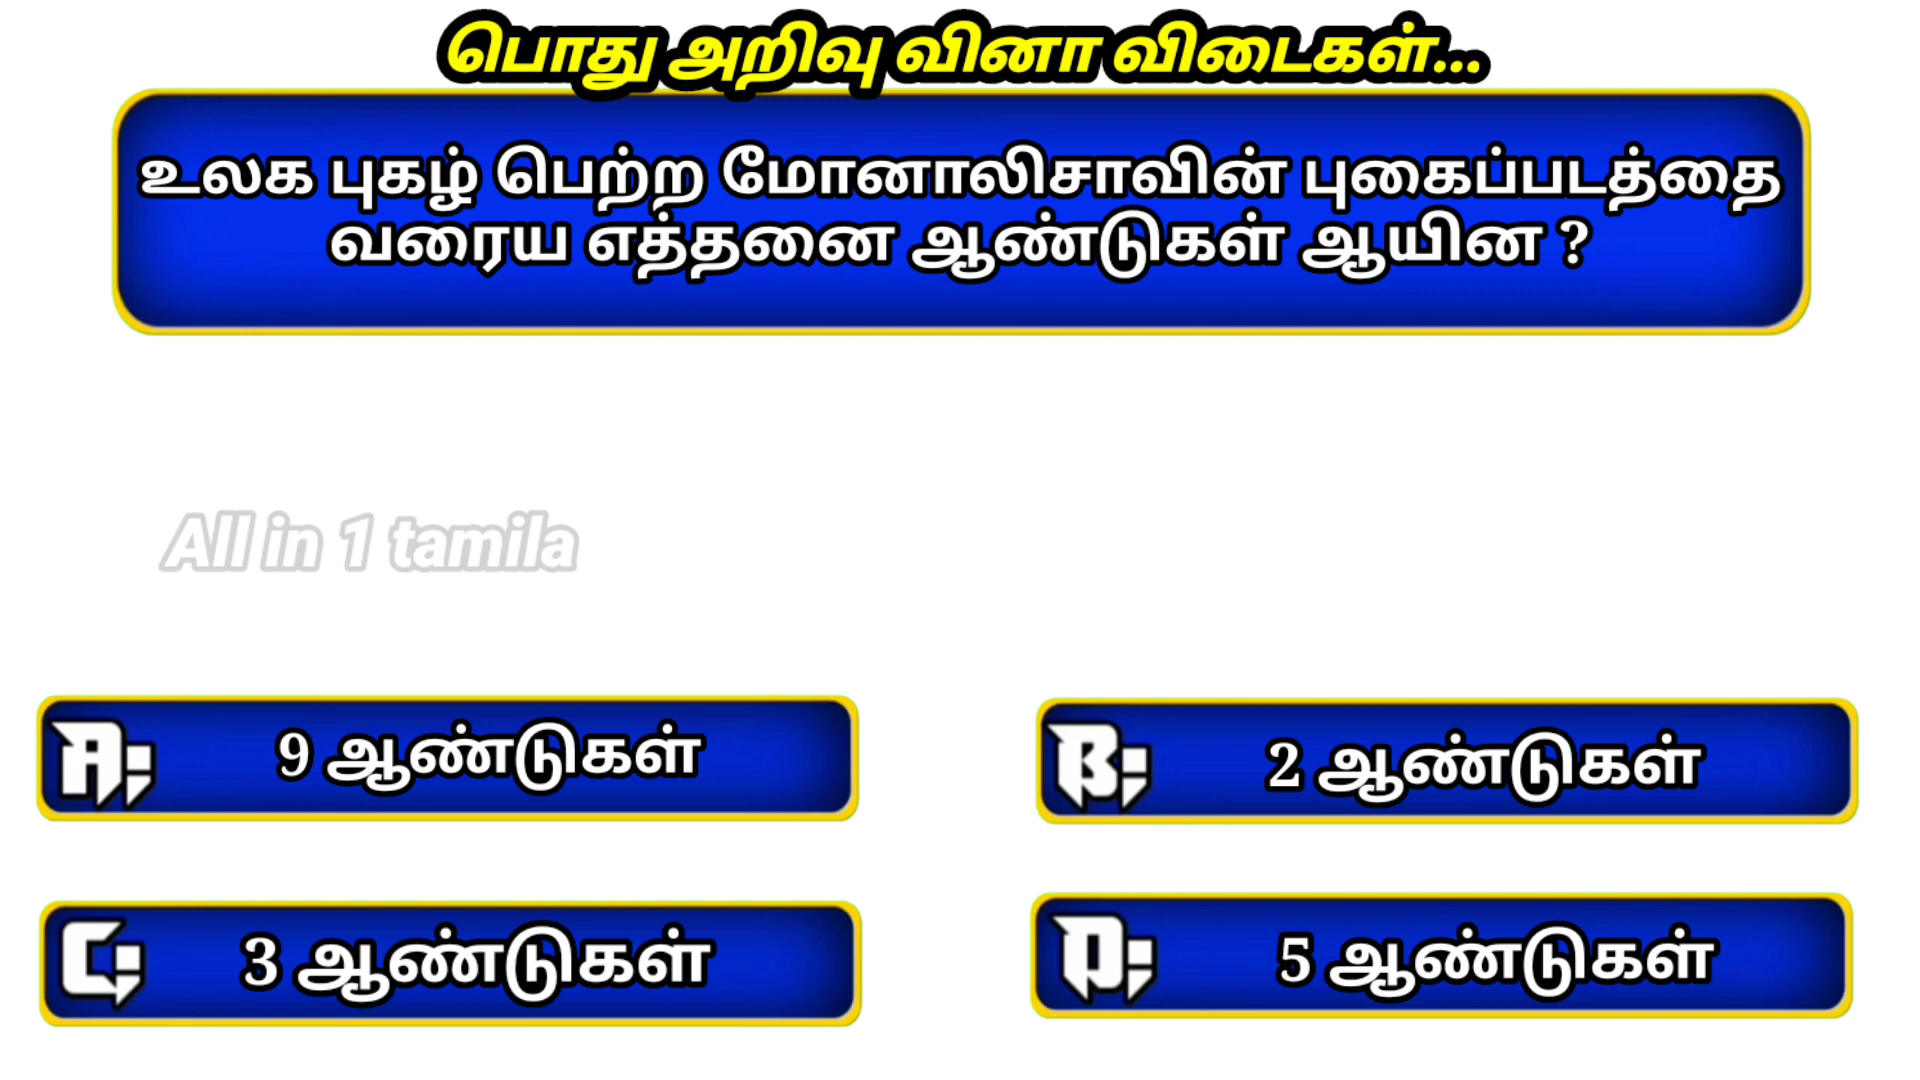 பொது அறிவு வினா விடைகள்...
உலக புகழ் பெற்ற மோனாலிசாவின் புகைப்படத்தை
வரைய எத்தனை ஆண்டுகள் ஆயின ?
All in 1 tamila
A; 9 ஆண்டுகள்
B; 2 ஆண்டுகள்
C; 3 ஆண்டுகள்
D; 5 ஆண்டுகள்